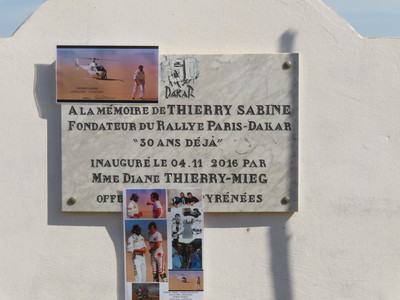 DAKAR
A LA MÉMOIRE DE THIERRY SABINE
FONDATEUR DU RALLYE PARIS-DAKAR
"30 ANS DÉJÀ"
INAUGURÉ LE 04.11 2016 PAR
MME DIANE THIERRY-MIEG
PYRÉNÉES